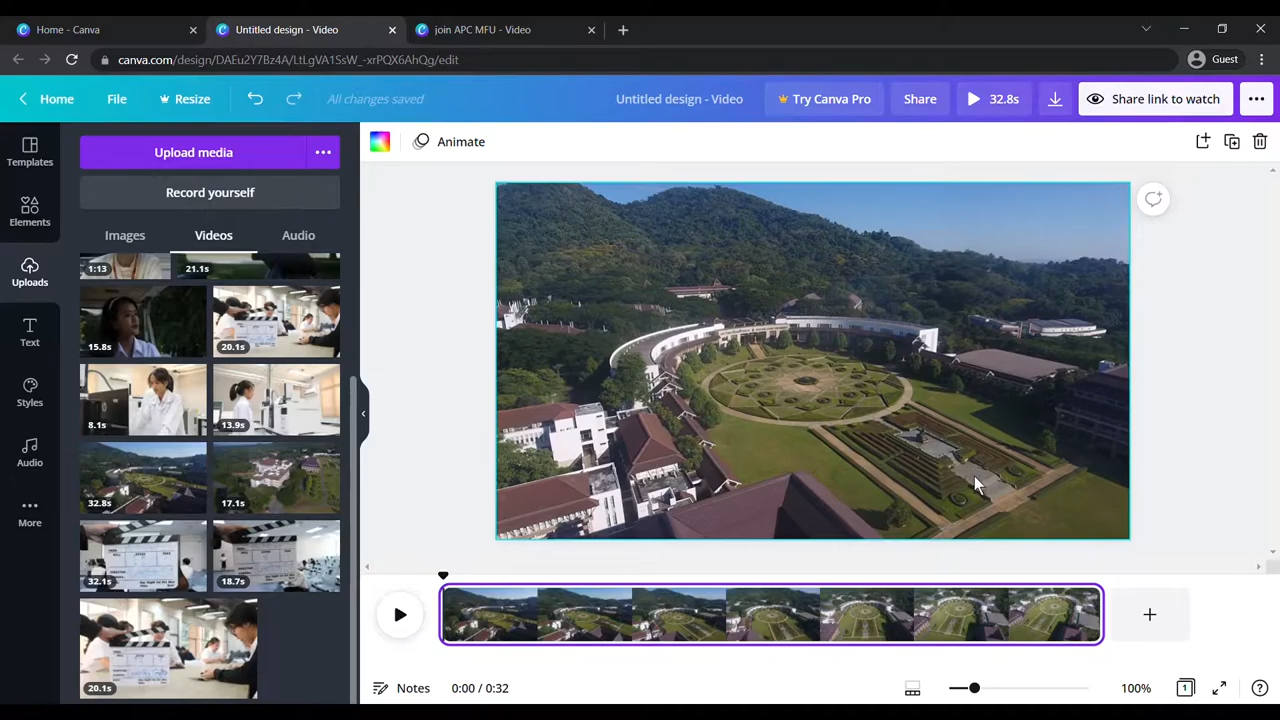 Home - Canva
Untitled design - Video
join APC MFU - Video
canva.com/design/DAEu2Y7Bz4A/LtLgVA1SsW_-xrPQX6AhQg/edit
Guest
Home
File
Resize
All changes saved
Untitled design - Video
Try Canva Pro
Share
32.8s
Share link to watch
Templates
Elements
Uploads
Text
Styles
Audio
More
Upload media
Record yourself
Images
Videos
Audio
1:13
21.1s
15.8s
20.1s
8.1s
13.9s
32.8s
17.1s
32.1s
18.7s
20.1s
Animate
Notes
0:00 / 0:32
100%
1